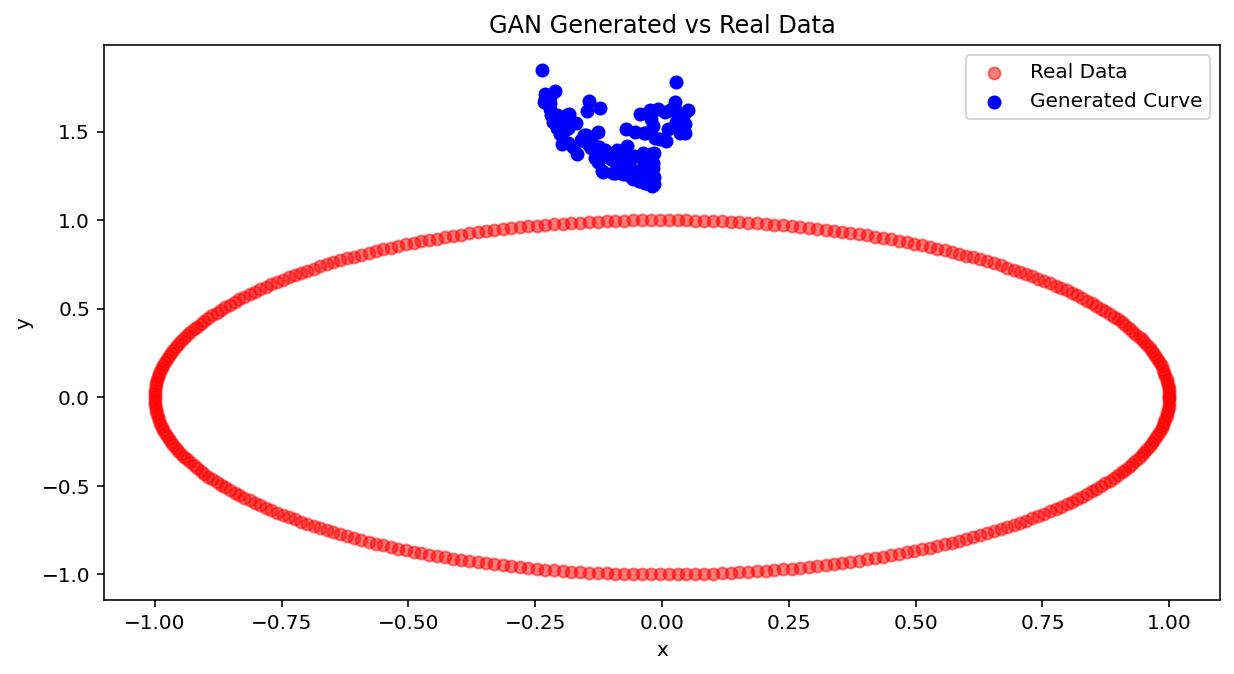 GAN Generated vs Real Data
Real Data
Generated Curve
1.5
1.0
0.5
0.0
−0.5
−1.0
y
−1.00 −0.75 −0.50 −0.25 0.00 0.25 0.50 0.75 1.00
x